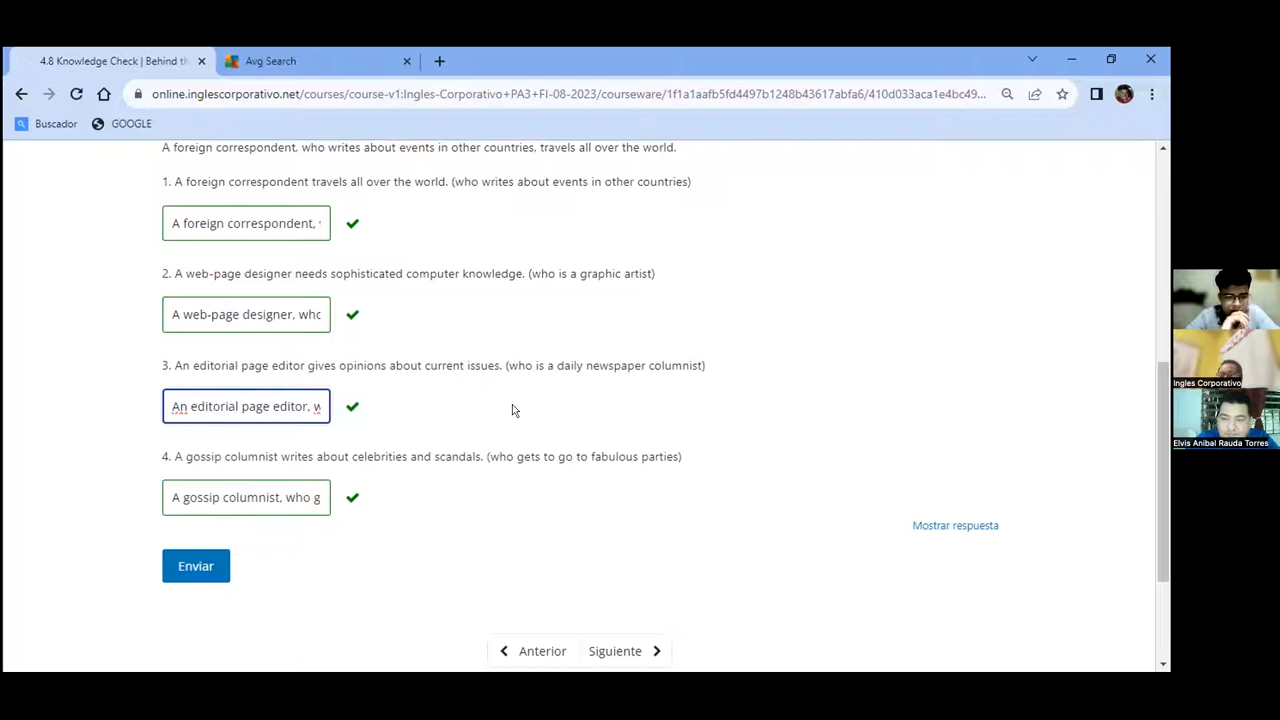 4.8 Knowledge Check | Behind th
Avg Search
online.inglescorporativo.net/courses/course-v1:Ingles-Corporativo+PA3+FI-08-2023/courseware/1f1a1aafb5fd4497b1248b43617abfa6/410d033aca1e4bc49...
Buscador
GOOGLE
A foreign correspondent, who writes about events in other countries, travels all over the world.
1. A foreign correspondent travels all over the world. (who writes about events in other countries)
A foreign correspondent,
2. A web-page designer needs sophisticated computer knowledge. (who is a graphic artist)
A web-page designer, who
3. An editorial page editor gives opinions about current issues. (who is a daily newspaper columnist)
An editorial page editor, w
4. A gossip columnist writes about celebrities and scandals. (who gets to go to fabulous parties)
A gossip columnist, who g
Mostrar respuesta
Enviar
Anterior
Siguiente
Ingles Corporativo
Elvis Anibal Rauda Torres